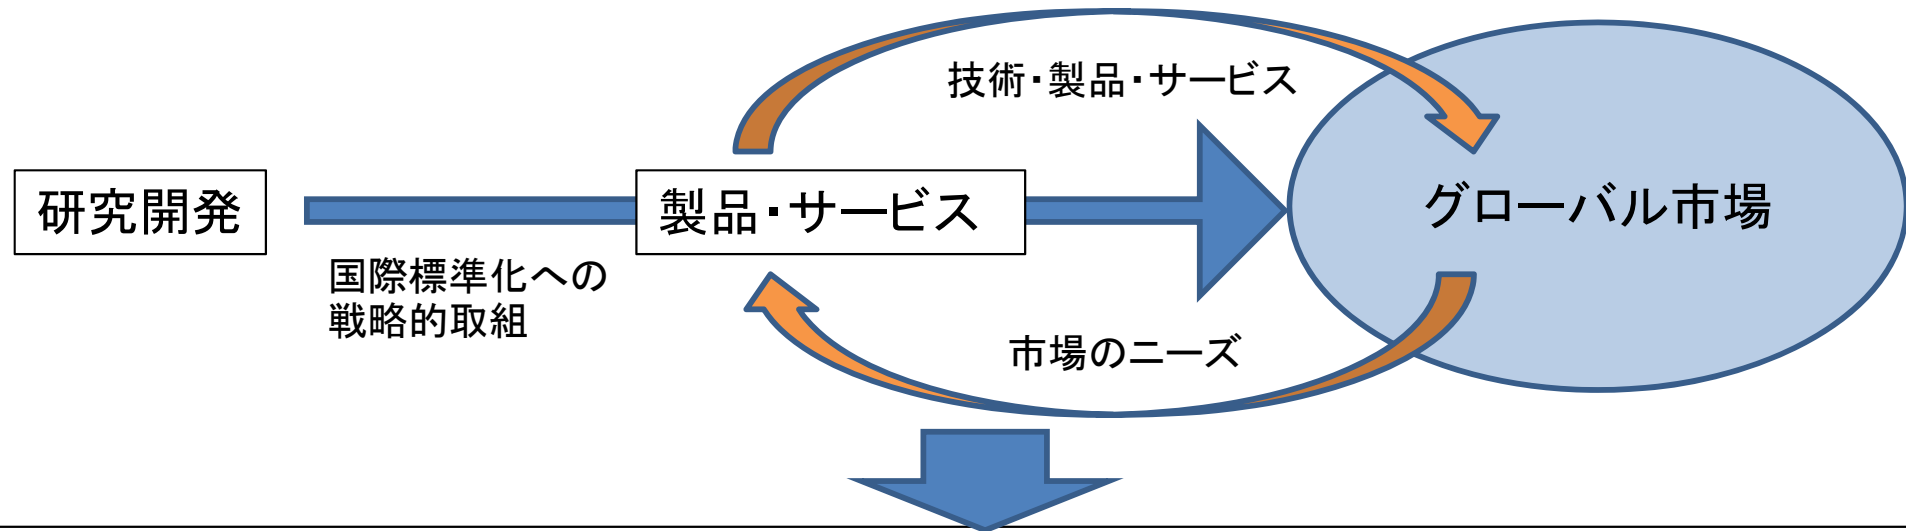 技術・製品・サービス
研究開発
製品・サービス
グローバル市場
国際標準化への
戦略的取組
市場のニーズ